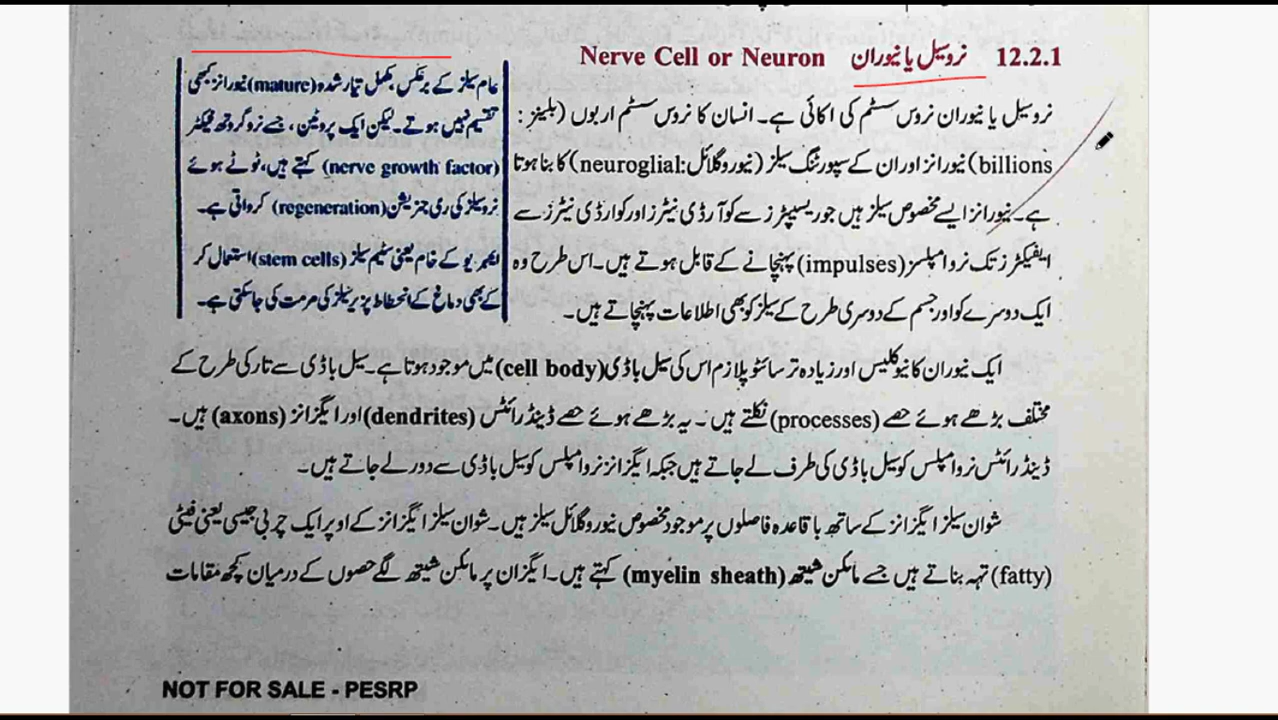 12.2.1 نروسیل یا نیوران Nerve Cell or Neuron
نروسیل یا نیوران نروس سسٹم کی اکائی ہے۔ انسان کا نروس سسٹم اربوں (بلینز:
billions) نیورانز اور ان کے سپورٹنگ سیلز (نیوروگلائل:neuroglial) کا بنا ہوتا
ہے۔ نیورانز ایسے مخصوص سیلز ہیں جو ریسیپٹرز سے کوآرڈی نیٹرز اور کوآرڈی نیٹرز سے
ایفیکٹرز تک نرو امپلسز (impulses) پہنچانے کے قابل ہوتے ہیں۔ اس طرح وہ
ایک دوسرے کو اور جسم کے دوسری طرح کے سیلز کو بھی اطلاعات پہنچاتے ہیں۔
عام سیلز کے برعکس، مکمل تیار شدہ (mature) نیورانز کبھی
تقسیم نہیں ہوتے۔ لیکن ایک پروٹین، جسے نروگروتھ فیکٹر
(nerve growth factor) کہتے ہیں، ٹوٹے ہوئے
نروسیلز کی ری جنریشن (regeneration) کرواتی ہے۔
ایمبریو کے خام یعنی سٹیم سیلز (stem cells) استعمال کر
کے بھی دماغ کے انحطاط پزیر سیلز کی مرمت کی جاسکتی ہے۔
ایک نیوران کا نیوکلیس اور زیادہ تر سائٹوپلازم اس کی سیل باڈی (cell body) میں موجود ہوتا ہے۔ سیل باڈی سے تار کی طرح کے
مختلف بڑھے ہوئے حصے (processes) نکلتے ہیں۔ یہ بڑھے ہوئے حصے ڈینڈرائٹس (dendrites) اور ایگزانز (axons) ہیں۔
ڈینڈرائٹس نرو امپلس کو سیل باڈی کی طرف لے جاتے ہیں جبکہ ایگزانز نرو امپلس کو سیل باڈی سے دور لے جاتے ہیں۔
شوان سیلز ایگزانز کے ساتھ باقاعدہ فاصلوں پر موجود مخصوص نیوروگلائل سیلز ہیں۔ شوان سیلز ایگزانز کے اوپر ایک چربی جیسی یعنی فیٹی
(fatty) تہہ بناتے ہیں جسے مائلن شیتھ (myelin sheath) کہتے ہیں۔ ایگزان پر مائلن شیتھ لگے حصوں کے درمیان کچھ مقامات
NOT FOR SALE - PESRP